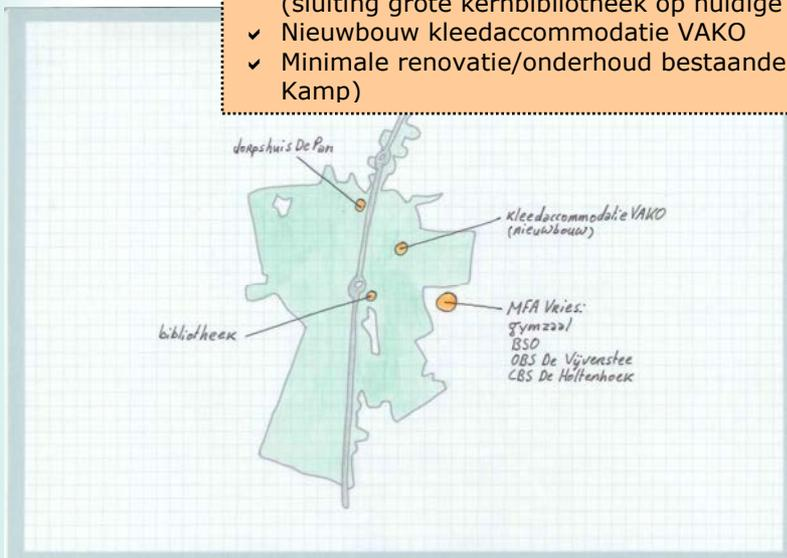 (sluiting grote kernbibliotheek op huidige
Nieuwbouw kleedaccommodatie VAKO
Minimale renovatie/onderhoud bestaande
Kamp)
dorpshuis De Pan
kleedaccommodatie VAKO
(nieuwbouw)
bibliotheek
MFA Vries:
gymzaal
BSO
OBS De Vijverstee
CBS De Holtenhoek